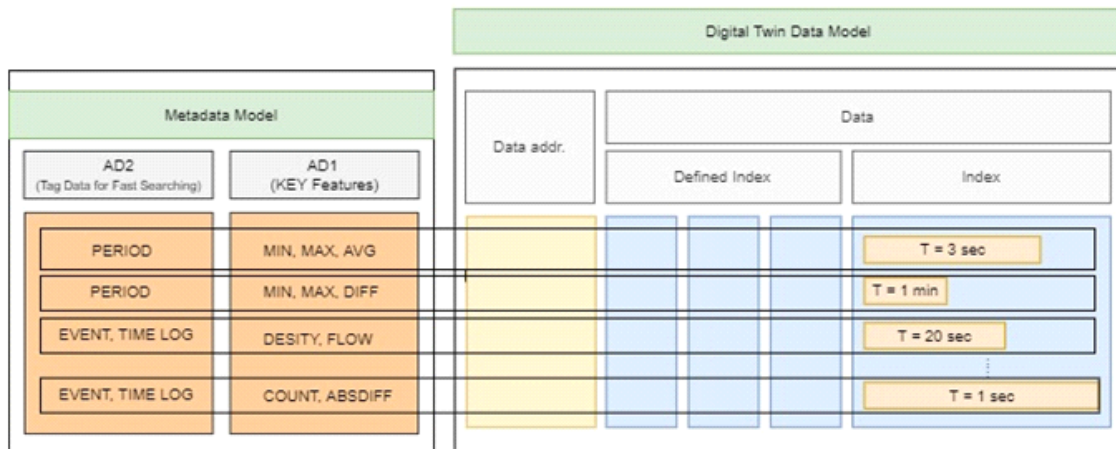 Digital Twin Data Model
Metadata Model
Data addr.
Data
AD2
(Tag Data for Fast Searching)
AD1
(KEY Features)
Defined Index
Index
PERIOD
MIN, MAX, AVG
T = 3 sec
PERIOD
MIN, MAX, DIFF
T = 1 min
EVENT, TIME LOG
DESITY, FLOW
T = 20 sec
EVENT, TIME LOG
COUNT, ABSDIFF
T = 1 sec